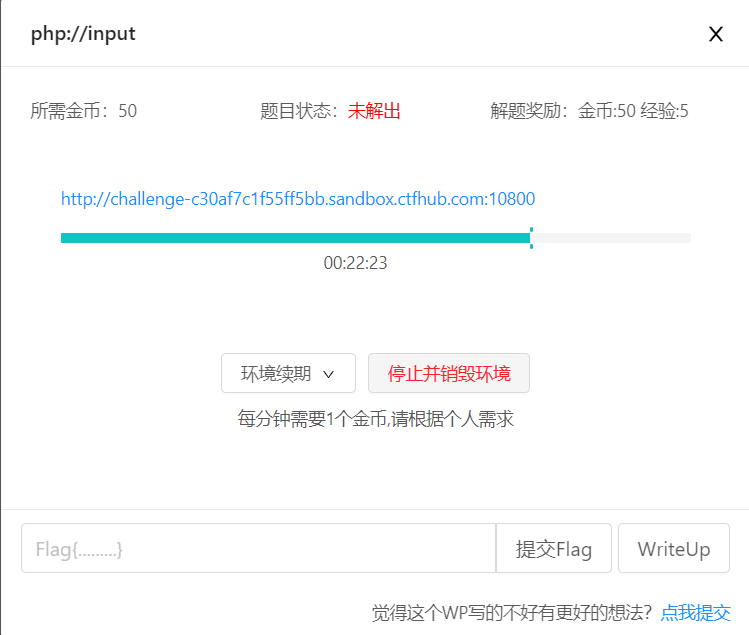 php://input X
所需金币：50 题目状态：未解出 解题奖励：金币:50 经验:5
http://challenge-c30af7c1f55ff5bb.sandbox.ctfhub.com:10800
00:22:23
环境续期 停止并销毁环境
每分钟需要1个金币,请根据个人需求
Flag{.........} 提交Flag WriteUp
觉得这个WP写的不好有更好的想法？点我提交